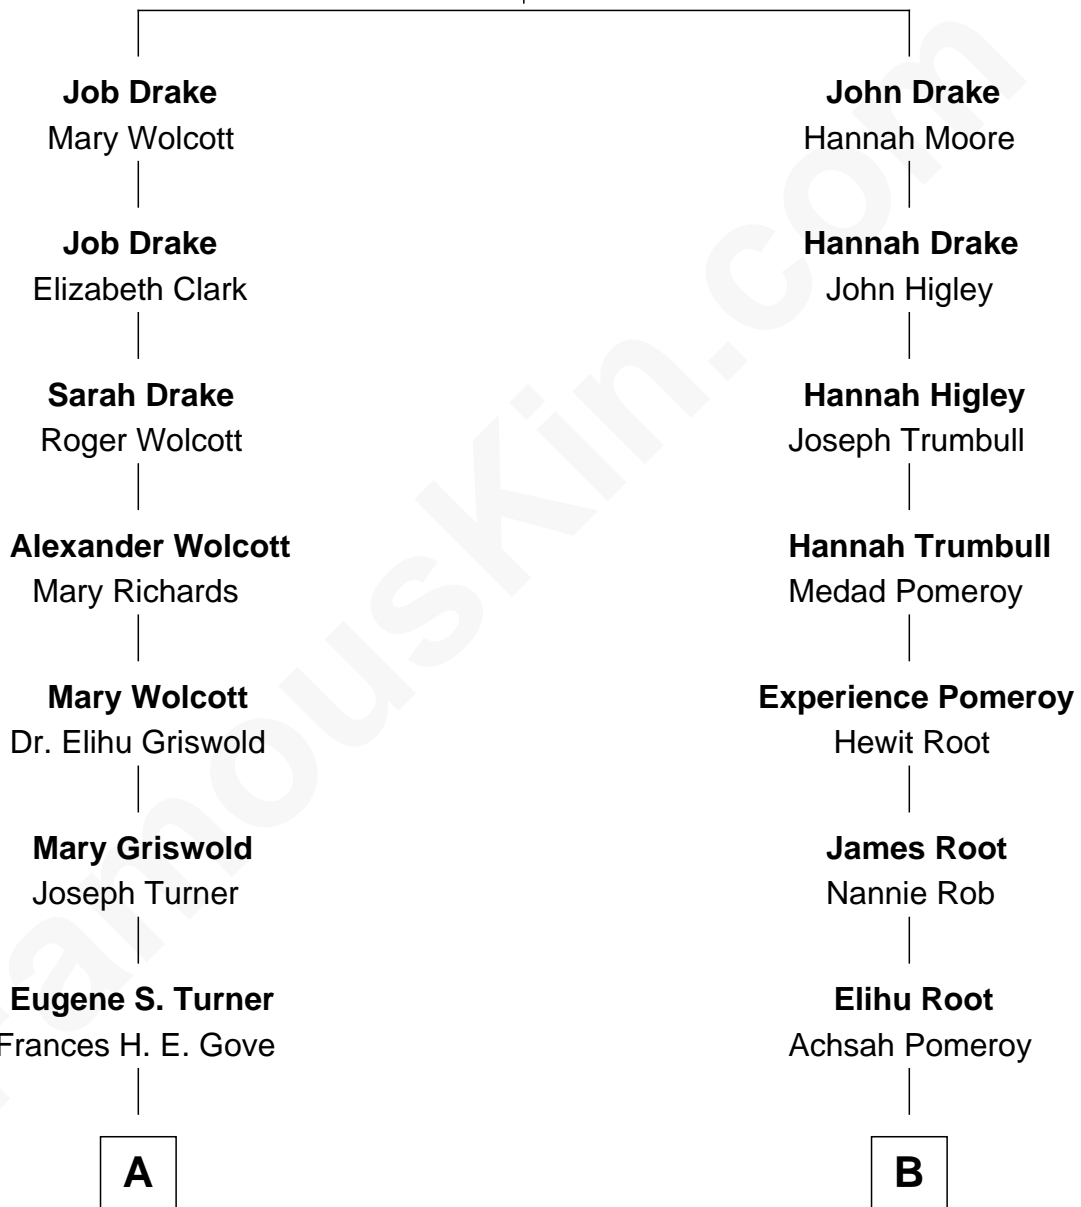 Job Drake
Mary Wolcott
Job Drake
Elizabeth Clark
Sarah Drake
Roger Wolcott
Alexander Wolcott
Mary Richards
Mary Wolcott
Dr. Elihu Griswold
Mary Griswold
Joseph Turner
Eugene S. Turner
Frances H. E. Gove
A
John Drake
Hannah Moore
Hannah Drake
John Higley
Hannah Higley
Joseph Trumbull
Hannah Trumbull
Medad Pomeroy
Experience Pomeroy
Hewit Root
James Root
Nannie Rob
Elihu Root
Achsah Pomeroy
B
FamousKin.com